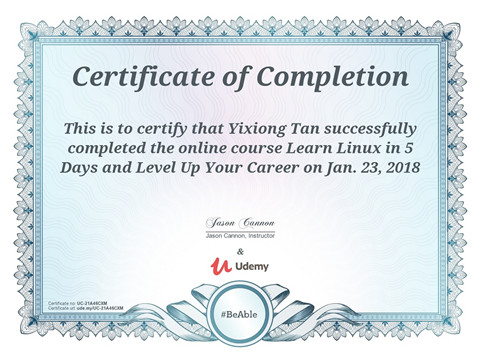 Certificate of Completion
This is to certify that Yixiong Tan successfully
completed the online course Learn Linux in 5
Days and Level Up Your Career on Jan. 23, 2018
Jason Cannon
Jason Cannon, Instructor
&
Udemy
Certificate no: UC-21A46CXM
Certificate url: ude.my/UC-21A46CXM
#BeAble